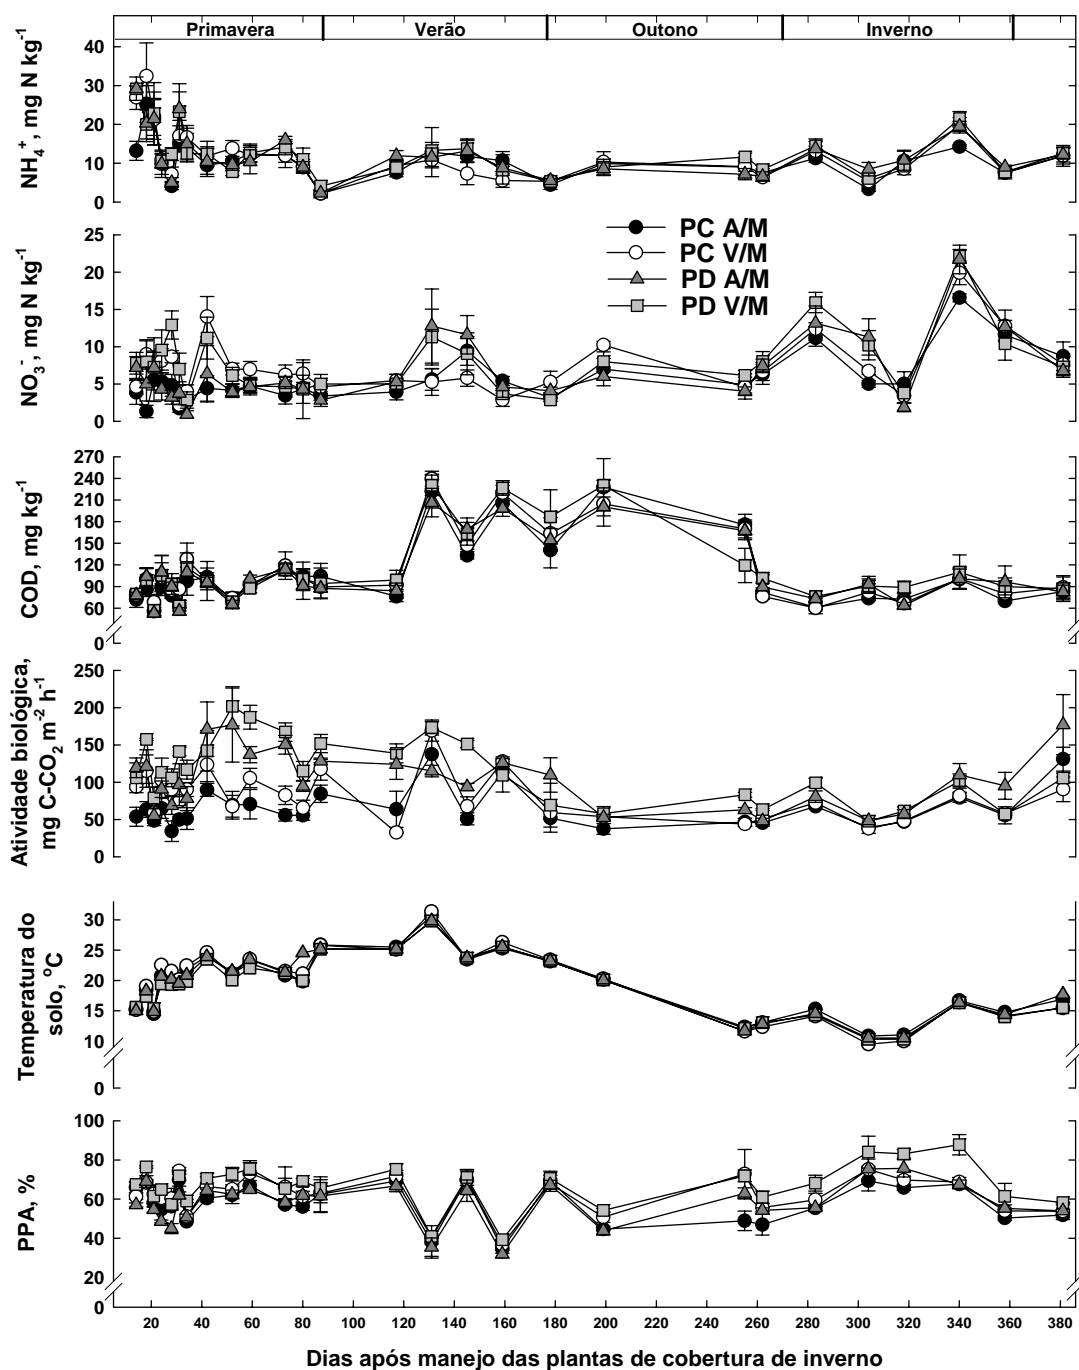 Primavera Verão Outono Inverno
NH₄⁺, mg N kg⁻¹
40
30
20
10
0
NO₃⁻, mg N kg⁻¹
25
20
15
10
5
0
PC A/M
PC V/M
PD A/M
PD V/M
COD, mg kg⁻¹
270
240
210
180
150
120
90
60
0
Atividade biológica,
mg C-CO₂ m⁻² h⁻¹
250
200
150
100
50
0
Temperatura do
solo, °C
30
25
20
15
10
0
PPA, %
100
80
60
40
20
0
20 40 60 80 100 120 140 160 180 200 220 240 260 280 300 320 340 360 380
Dias após manejo das plantas de cobertura de inverno